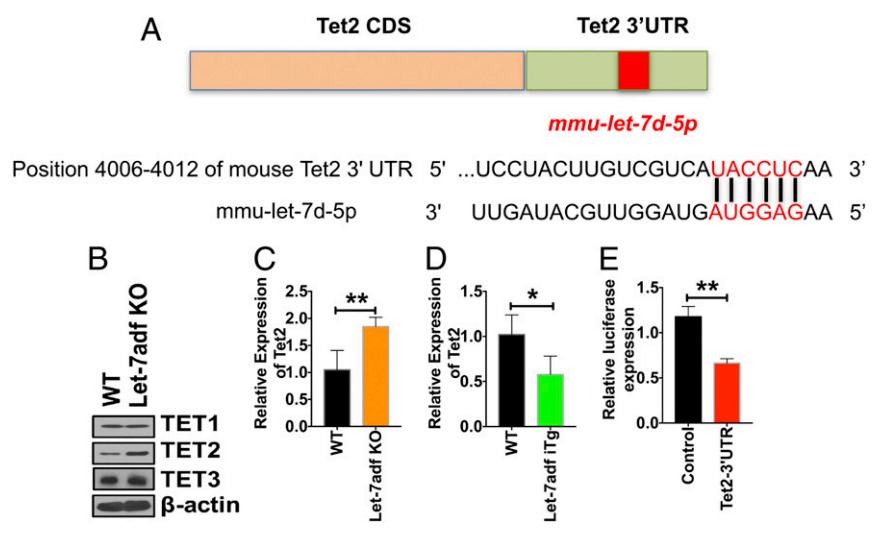 A
Tet2 CDS
Tet2 3'UTR
mmu-let-7d-5p
Position 4006-4012 of mouse Tet2 3' UTR 5' ...UCCUACUUGUCGUCAUACCUCAA 3'
mmu-let-7d-5p 3' UUGAUACGUUGGAUGAUGGAGAA 5'
B
WT
Let-7adf KO
TET1
TET2
TET3
β-actin
C
Relative Expression
of Tet2
2.5
2.0
1.5
1.0
0.5
0.0
**
WT
Let-7adf KO
D
Relative Expression
of Tet2
1.5
1.0
0.5
0.0
*
WT
Let-7adf iTg
E
Relative luciferase
expression
1.5
1.0
0.5
0.0
**
Control
Tet2-3'UTR